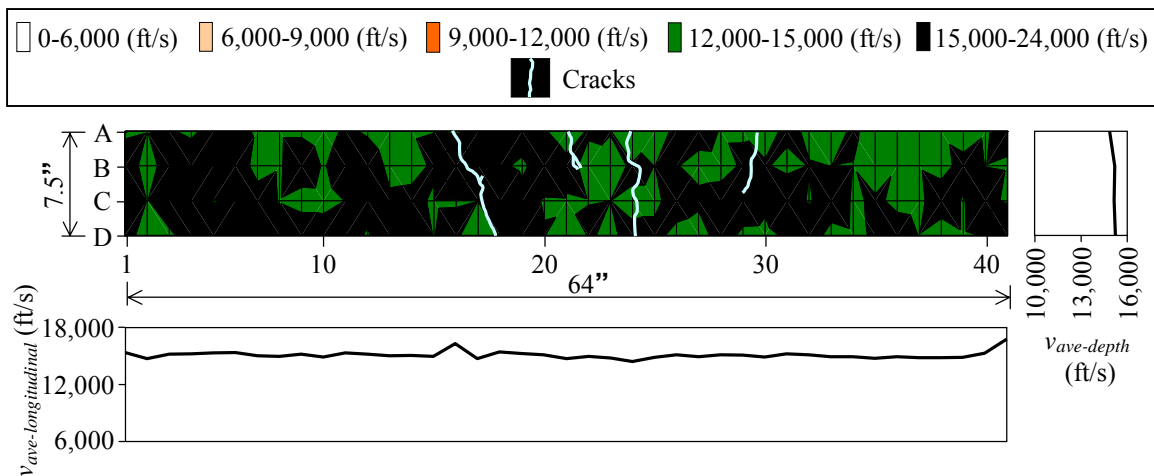 0-6,000 (ft/s) 6,000-9,000 (ft/s) 9,000-12,000 (ft/s) 12,000-15,000 (ft/s) 15,000-24,000 (ft/s)
Cracks
A
B
C
D
7.5”
1 10 20 30 40
64”
10,000 13,000 16,000
v ave-depth
(ft/s)
18,000
12,000
6,000
v ave-longitudinal (ft/s)